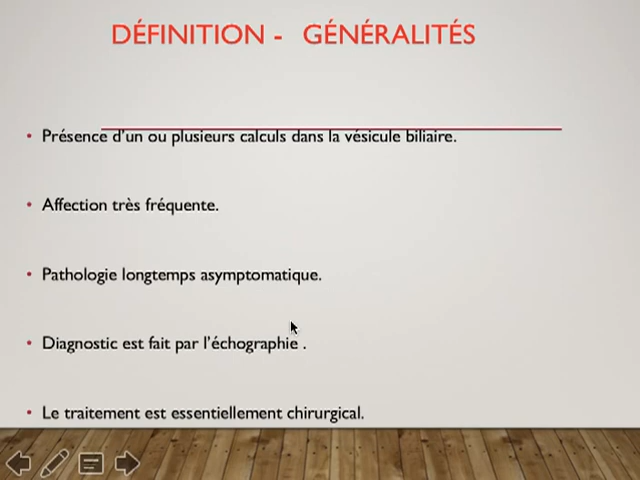 DÉFINITION - GÉNÉRALITÉS
• Présence d'un ou plusieurs calculs dans la vésicule biliaire.
• Affection très fréquente.
• Pathologie longtemps asymptomatique.
• Diagnostic est fait par l'échographie .
• Le traitement est essentiellement chirurgical.